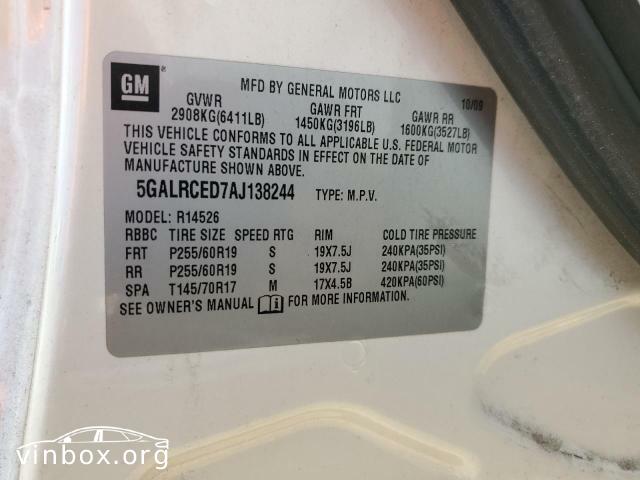 GM
MFD BY GENERAL MOTORS LLC 10/09
GVWR GAWR FRT GAWR RR
2908KG(6411LB) 1450KG(3196LB) 1600KG(3527LB)
THIS VEHICLE CONFORMS TO ALL APPLICABLE U.S. FEDERAL MOTOR
VEHICLE SAFETY STANDARDS IN EFFECT ON THE DATE OF
MANUFACTURE SHOWN ABOVE.
5GALRCED7AJ138244 TYPE: M.P.V.
MODEL: R14526
RBBC TIRE SIZE SPEED RTG RIM COLD TIRE PRESSURE
FRT P255/60R19 S 19X7.5J 240KPA(35PSI)
RR P255/60R19 S 19X7.5J 240KPA(35PSI)
SPA T145/70R17 M 17X4.5B 420KPA(60PSI)
SEE OWNER'S MANUAL FOR MORE INFORMATION.
vinbox.org